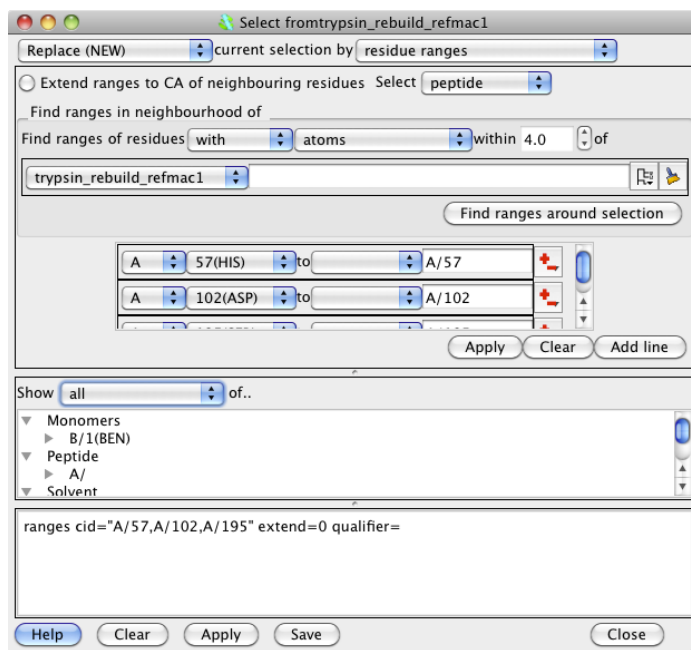 Select fromtrypsin_rebuild_refmac1
Replace (NEW) current selection by residue ranges
Extend ranges to CA of neighbouring residues Select peptide
Find ranges in neighbourhood of
Find ranges of residues with atoms within 4.0 of
trypsin_rebuild_refmac1
Find ranges around selection
A 57(HIS) to A/57
A 102(ASP) to A/102
Apply Clear Add line
Show all of..
Monomers
B/1(BEN)
Peptide
A/
Solvent
ranges cid="A/57,A/102,A/195" extend=0 qualifier=
Help Clear Apply Save Close